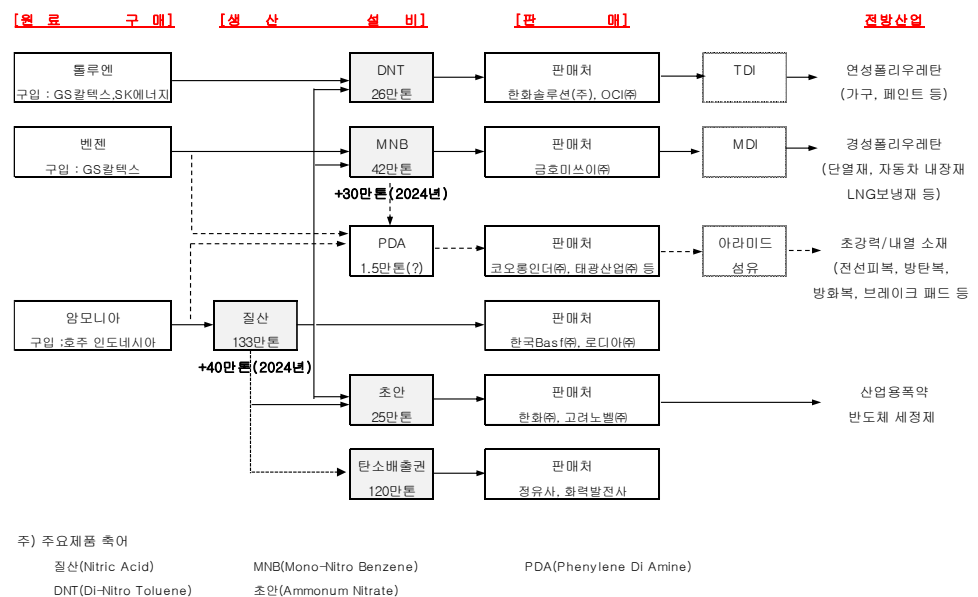 [원 료 구 매] [생 산 설 비] [판 매] 전방산업
톨루엔
구입 : GS칼텍스,SK에너지
DNT
26만톤
판매처
한화솔루션(주), OCI㈜
TDI
연성폴리우레탄
(가구, 페인트 등)
벤젠
구입 : GS칼텍스
MNB
42만톤
+30만톤(2024년)
판매처
금호미쓰이㈜
MDI
경성폴리우레탄
(단열재, 자동차 내장재
LNG보냉재 등)
PDA
1.5만톤(?)
판매처
코오롱인더㈜, 태광산업㈜ 등
아라미드
섬유
초강력/내열 소재
(전선피복, 방탄복,
방화복, 브레이크 패드 등
암모니아
구입 :호주 인도네시아
질산
133만톤
+40만톤(2024년)
판매처
한국Basf㈜, 로디아㈜
초안
25만톤
판매처
한화㈜, 고려노벨㈜
산업용폭약
반도체 세정제
탄소배출권
120만톤
판매처
정유사, 화력발전사
주) 주요제품 축어
질산(Nitric Acid) MNB(Mono-Nitro Benzene) PDA(Phenylene Di Amine)
DNT(Di-Nitro Toluene) 초안(Ammonum Nitrate)